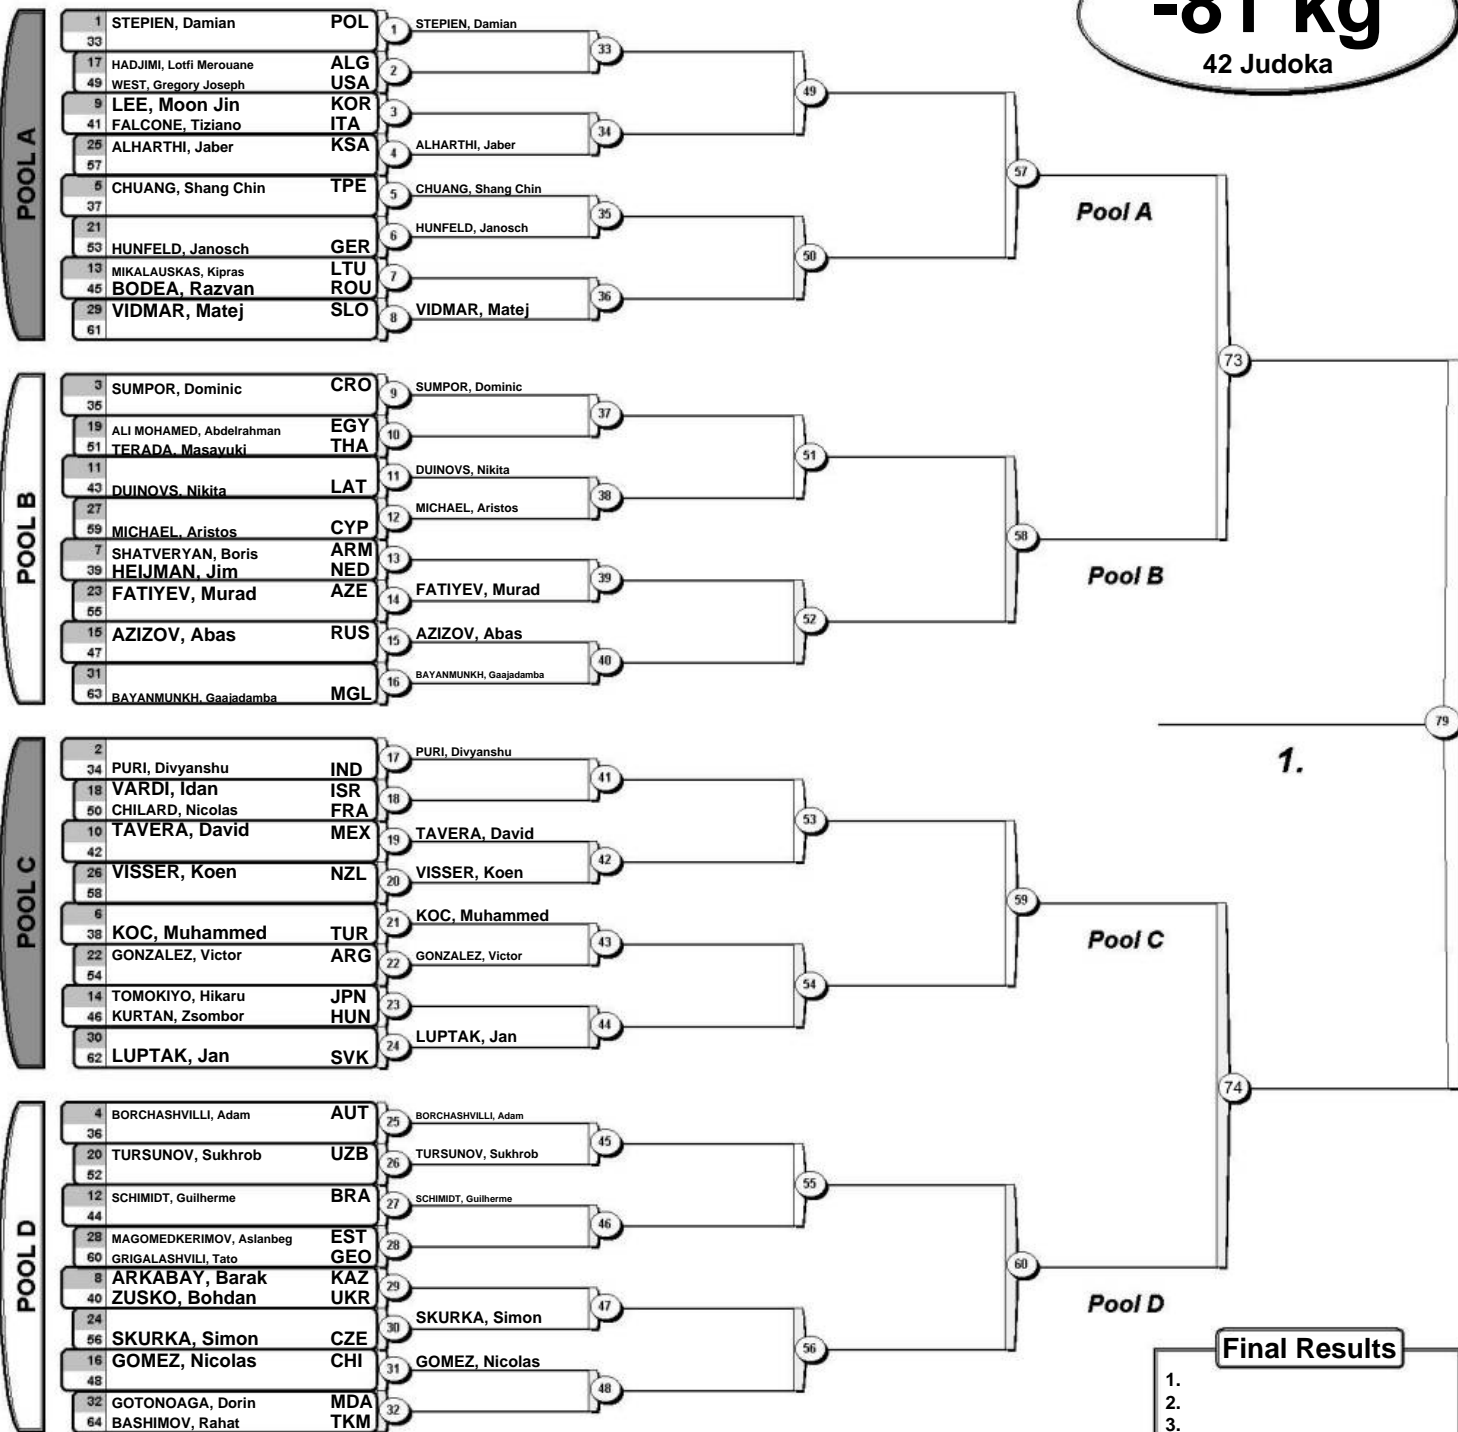 -81 kg
42 Judoka
POOL A
1 STEPIEN, Damian POL
33
1 STEPIEN, Damian
17 HADJIMI, Lotfi Merouane ALG
49 WEST, Gregory Joseph USA
2
33
9 LEE, Moon Jin KOR
41 FALCONE, Tiziano ITA
3
25 ALHARTHI, Jaber KSA
57
4 ALHARTHI, Jaber
34
49
5 CHUANG, Shang Chin TPE
37
5 CHUANG, Shang Chin
21
53 HUNFELD, Janosch GER
6 HUNFELD, Janosch
35
13 MIKALAUSKAS, Kipras LTU
45 BODEA, Razvan ROU
7
29 VIDMAR, Matej SLO
61
8 VIDMAR, Matej
36
50
57
Pool A
POOL B
3 SUMPOR, Dominic CRO
35
9 SUMPOR, Dominic
19 ALI MOHAMED, Abdelrahman EGY
51 TERADA, Masayuki THA
10
37
11
43 DUINOVS, Nikita LAT
11 DUINOVS, Nikita
27
59 MICHAEL, Aristos CYP
12 MICHAEL, Aristos
38
51
7 SHATVERYAN, Boris ARM
39 HEIJMAN, Jim NED
13
23 FATIYEV, Murad AZE
55
14 FATIYEV, Murad
39
15 AZIZOV, Abas RUS
47
15 AZIZOV, Abas
31
63 BAYANMUNKH, Gaajadamba MGL
16 BAYANMUNKH, Gaajadamba
40
52
58
Pool B
73
POOL C
2
34 PURI, Divyanshu IND
17 PURI, Divyanshu
18 VARDI, Idan ISR
50 CHILARD, Nicolas FRA
18
41
10 TAVERA, David MEX
42
19 TAVERA, David
26 VISSER, Koen NZL
58
20 VISSER, Koen
42
53
6
38 KOC, Muhammed TUR
21 KOC, Muhammed
22 GONZALEZ, Victor ARG
54
22 GONZALEZ, Victor
43
14 TOMOKIYO, Hikaru JPN
46 KURTAN, Zsombor HUN
23
30
62 LUPTAK, Jan SVK
24 LUPTAK, Jan
44
54
59
Pool C
POOL D
4 BORCHASHVILLI, Adam AUT
36
25 BORCHASHVILLI, Adam
20 TURSUNOV, Sukhrob UZB
52
26 TURSUNOV, Sukhrob
45
12 SCHIMIDT, Guilherme BRA
44
27 SCHIMIDT, Guilherme
28 MAGOMEDKERIMOV, Aslanbeg EST
60 GRIGALASHVILI, Tato GEO
28
46
55
8 ARKABAY, Barak KAZ
40 ZUSKO, Bohdan UKR
29
24
56 SKURKA, Simon CZE
30 SKURKA, Simon
47
16 GOMEZ, Nicolas CHI
48
31 GOMEZ, Nicolas
32 GOTONOAGA, Dorin MDA
64 BASHIMOV, Rahat TKM
32
48
56
60
Pool D
74
79
1.
Final Results
1.
2.
3.